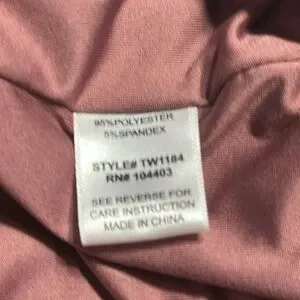 95%POLYESTER
5%SPANDEX
STYLE# TW1184
RN# 104403
SEE REVERSE FOR
CARE INSTRUCTION
MADE IN CHINA